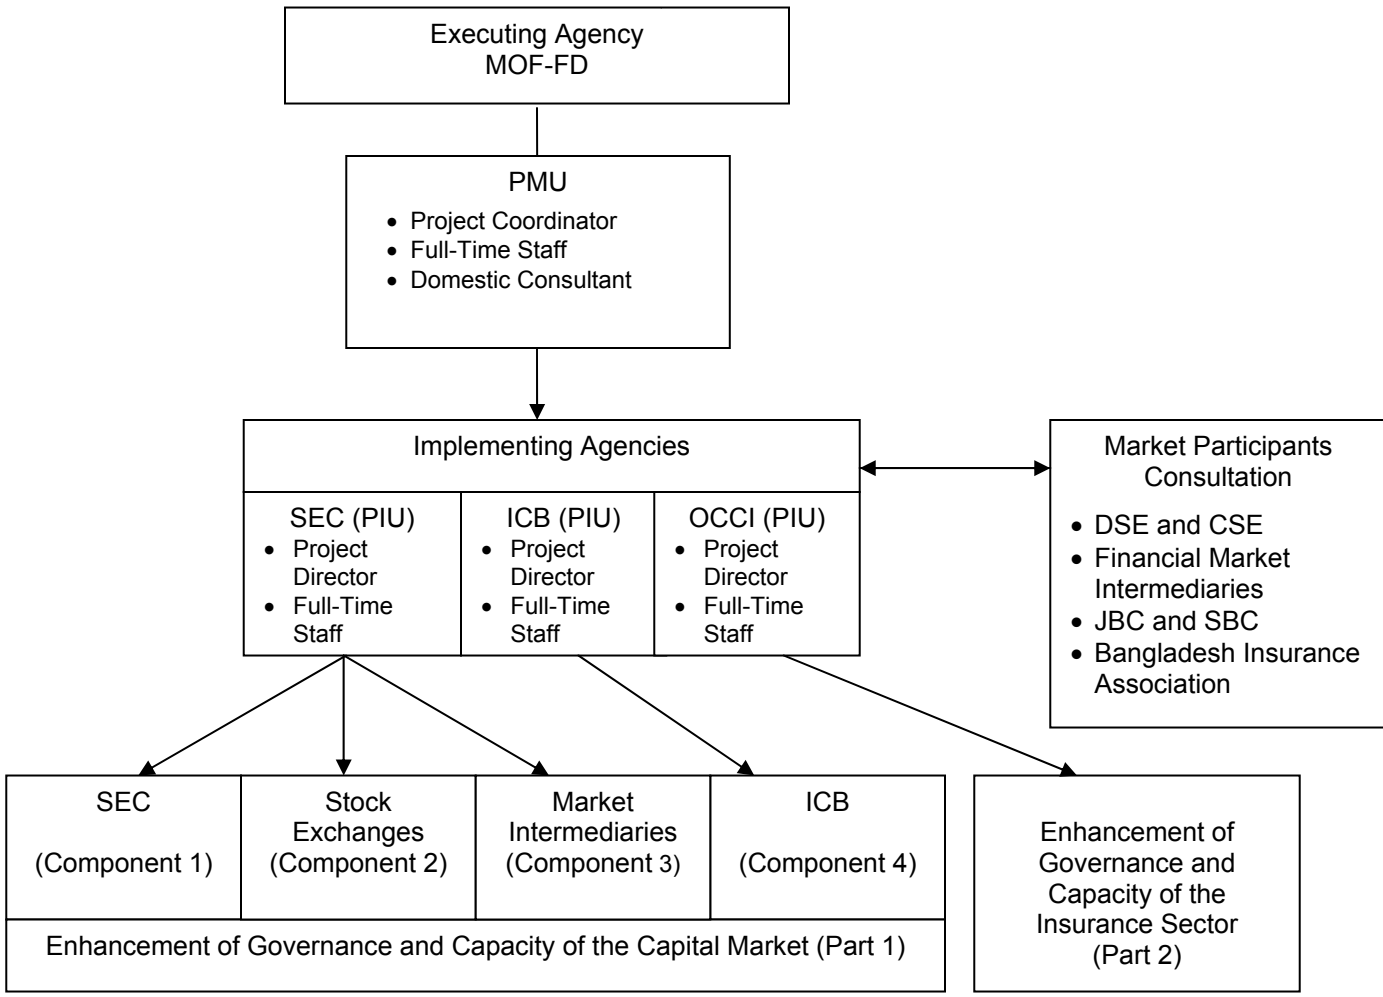 Executing Agency
MOF-FD
PMU
• Project Coordinator
• Full-Time Staff
• Domestic Consultant
Implementing Agencies
SEC (PIU)
• Project
Director
• Full-Time
Staff
ICB (PIU)
• Project
Director
• Full-Time
Staff
OCCI (PIU)
• Project
Director
• Full-Time
Staff
Market Participants
Consultation
• DSE and CSE
• Financial Market
Intermediaries
• JBC and SBC
• Bangladesh Insurance
Association
SEC
(Component 1)
Stock
Exchanges
(Component 2)
Market
Intermediaries
(Component 3)
ICB
(Component 4)
Enhancement of Governance and Capacity of the Capital Market (Part 1)
Enhancement of
Governance and
Capacity of the
Insurance Sector
(Part 2)